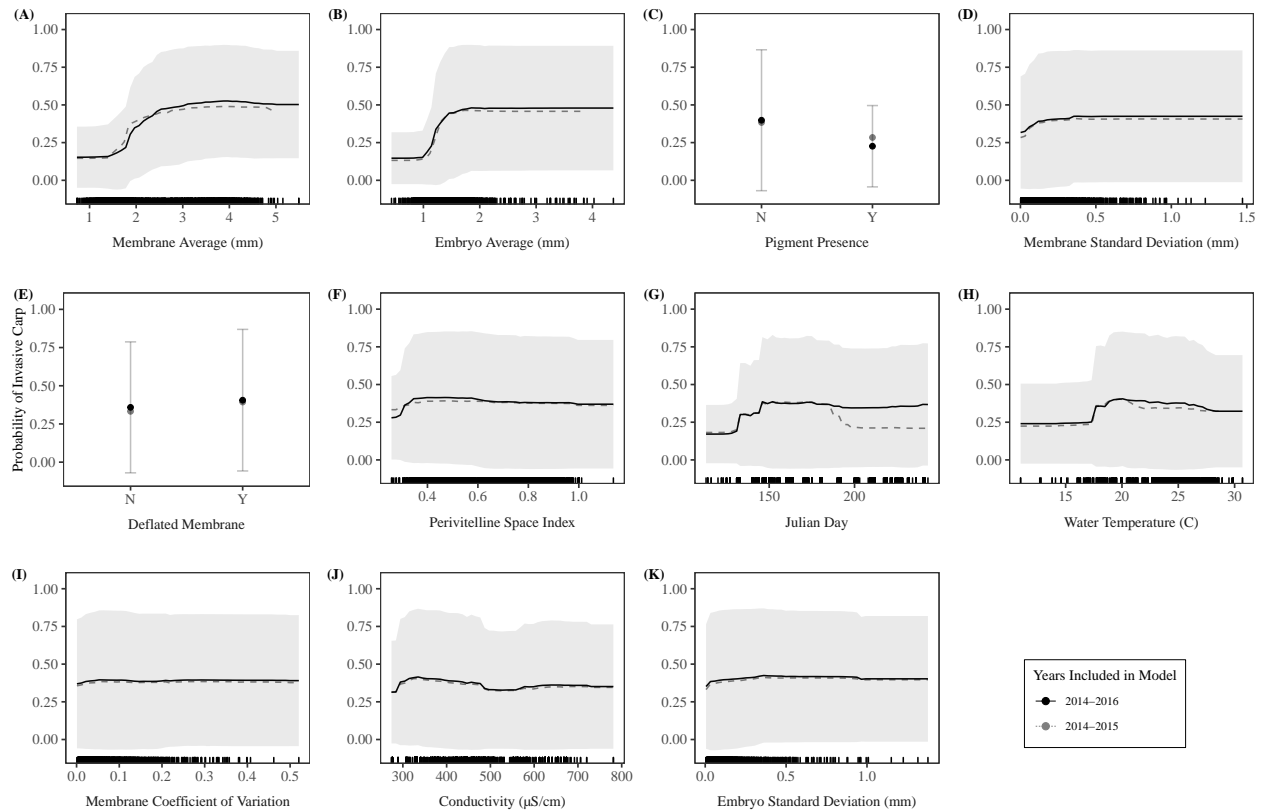 (A)
1.00
0.75
0.50
0.25
0.00
1 2 3 4 5
Membrane Average (mm)
(B)
1.00
0.75
0.50
0.25
0.00
1 2 3 4
Embryo Average (mm)
(C)
1.00
0.75
0.50
0.25
0.00
N Y
Pigment Presence
(D)
1.00
0.75
0.50
0.25
0.00
0.0 0.5 1.0 1.5
Membrane Standard Deviation (mm)
Probability of Invasive Carp
(E)
1.00
0.75
0.50
0.25
0.00
N Y
Deflated Membrane
(F)
1.00
0.75
0.50
0.25
0.00
0.4 0.6 0.8 1.0
Perivitelline Space Index
(G)
1.00
0.75
0.50
0.25
0.00
150 200
Julian Day
(H)
1.00
0.75
0.50
0.25
0.00
15 20 25 30
Water Temperature (C)
(I)
1.00
0.75
0.50
0.25
0.00
0.0 0.1 0.2 0.3 0.4 0.5
Membrane Coefficient of Variation
(J)
1.00
0.75
0.50
0.25
0.00
300 400 500 600 700 800
Conductivity (μS/cm)
(K)
1.00
0.75
0.50
0.25
0.00
0.0 0.5 1.0
Embryo Standard Deviation (mm)
Years Included in Model
2014–2016
2014–2015